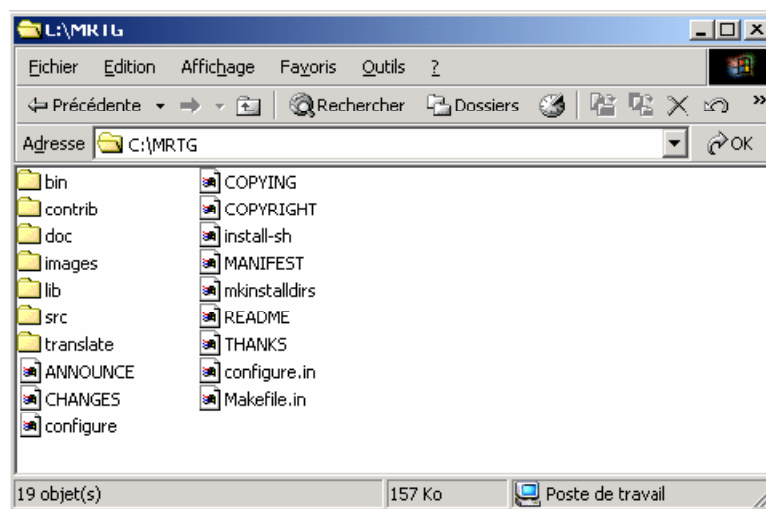 C:\MRTG
Fichier Edition Affichage Favoris Outils ?
Précédente Rechercher Dossiers »
Adresse C:\MRTG OK
bin COPYING
contrib COPYRIGHT
doc install-sh
images MANIFEST
lib mkinstalldirs
src README
translate THANKS
ANNOUNCE configure.in
CHANGES Makefile.in
configure
19 objet(s) 157 Ko Poste de travail